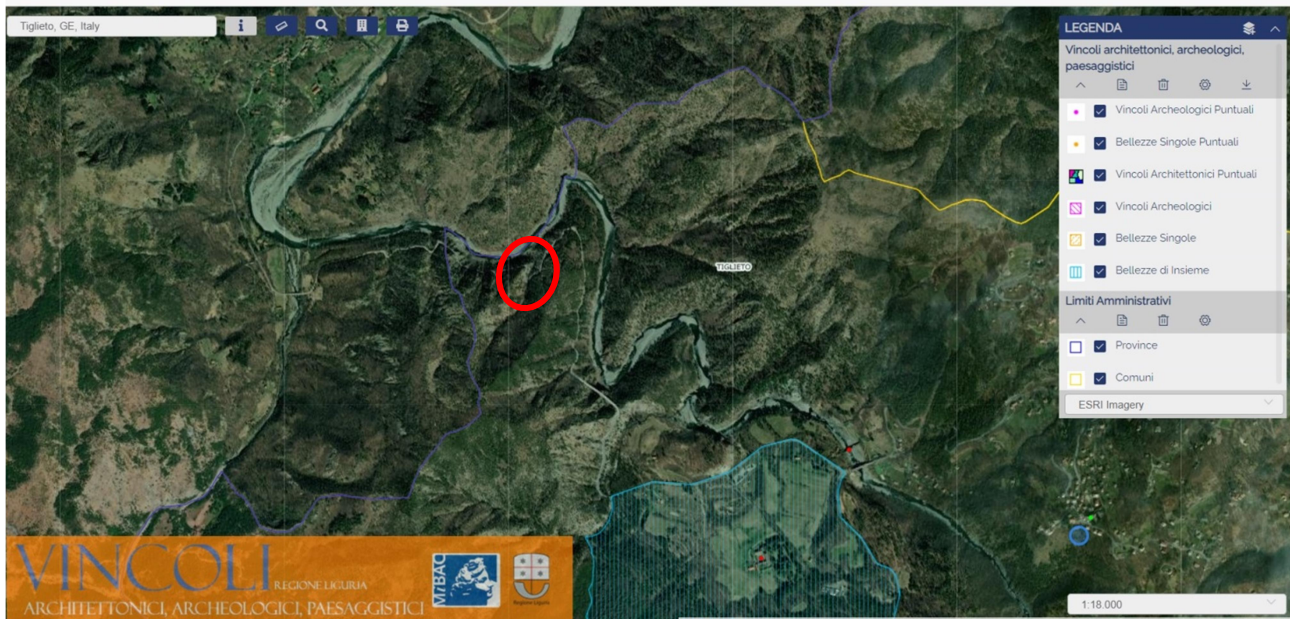 Tiglieto, GE, Italy
LEGENDA
Vincoli architettonici, archeologici,
paesaggistici
Vincoli Archeologici Puntuali
Bellezze Singole Puntuali
Vincoli Architettonici Puntuali
Vincoli Archeologici
Bellezze Singole
Bellezze di Insieme
Limiti Amministrativi
Province
Comuni
ESRI Imagery
TIGLIETO
VINCOLI REGIONE LIGURIA
ARCHITETTONICI, ARCHEOLOGICI, PAESAGGISTICI
MiBAC
Regione Liguria
1:18.000